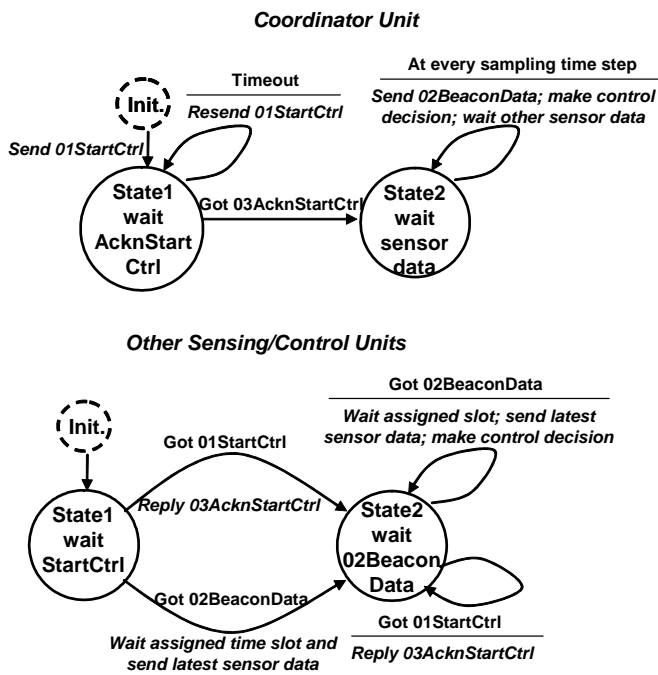 Coordinator Unit
At every sampling time step
Timeout
Send 02BeaconData; make control
decision; wait other sensor data
Init.
Resend 01StartCtrl
Send 01StartCtrl
State1
wait
AcknStart
Ctrl
Got 03AcknStartCtrl
State2
wait
sensor
data
Other Sensing/Control Units
Got 02BeaconData
Wait assigned slot; send latest
sensor data; make control decision
Init.
Got 01StartCtrl
Reply 03AcknStartCtrl
State1
wait
StartCtrl
State2
wait
02Beacon
Data
Got 02BeaconData
Wait assigned time slot and
send latest sensor data
Got 01StartCtrl
Reply 03AcknStartCtrl